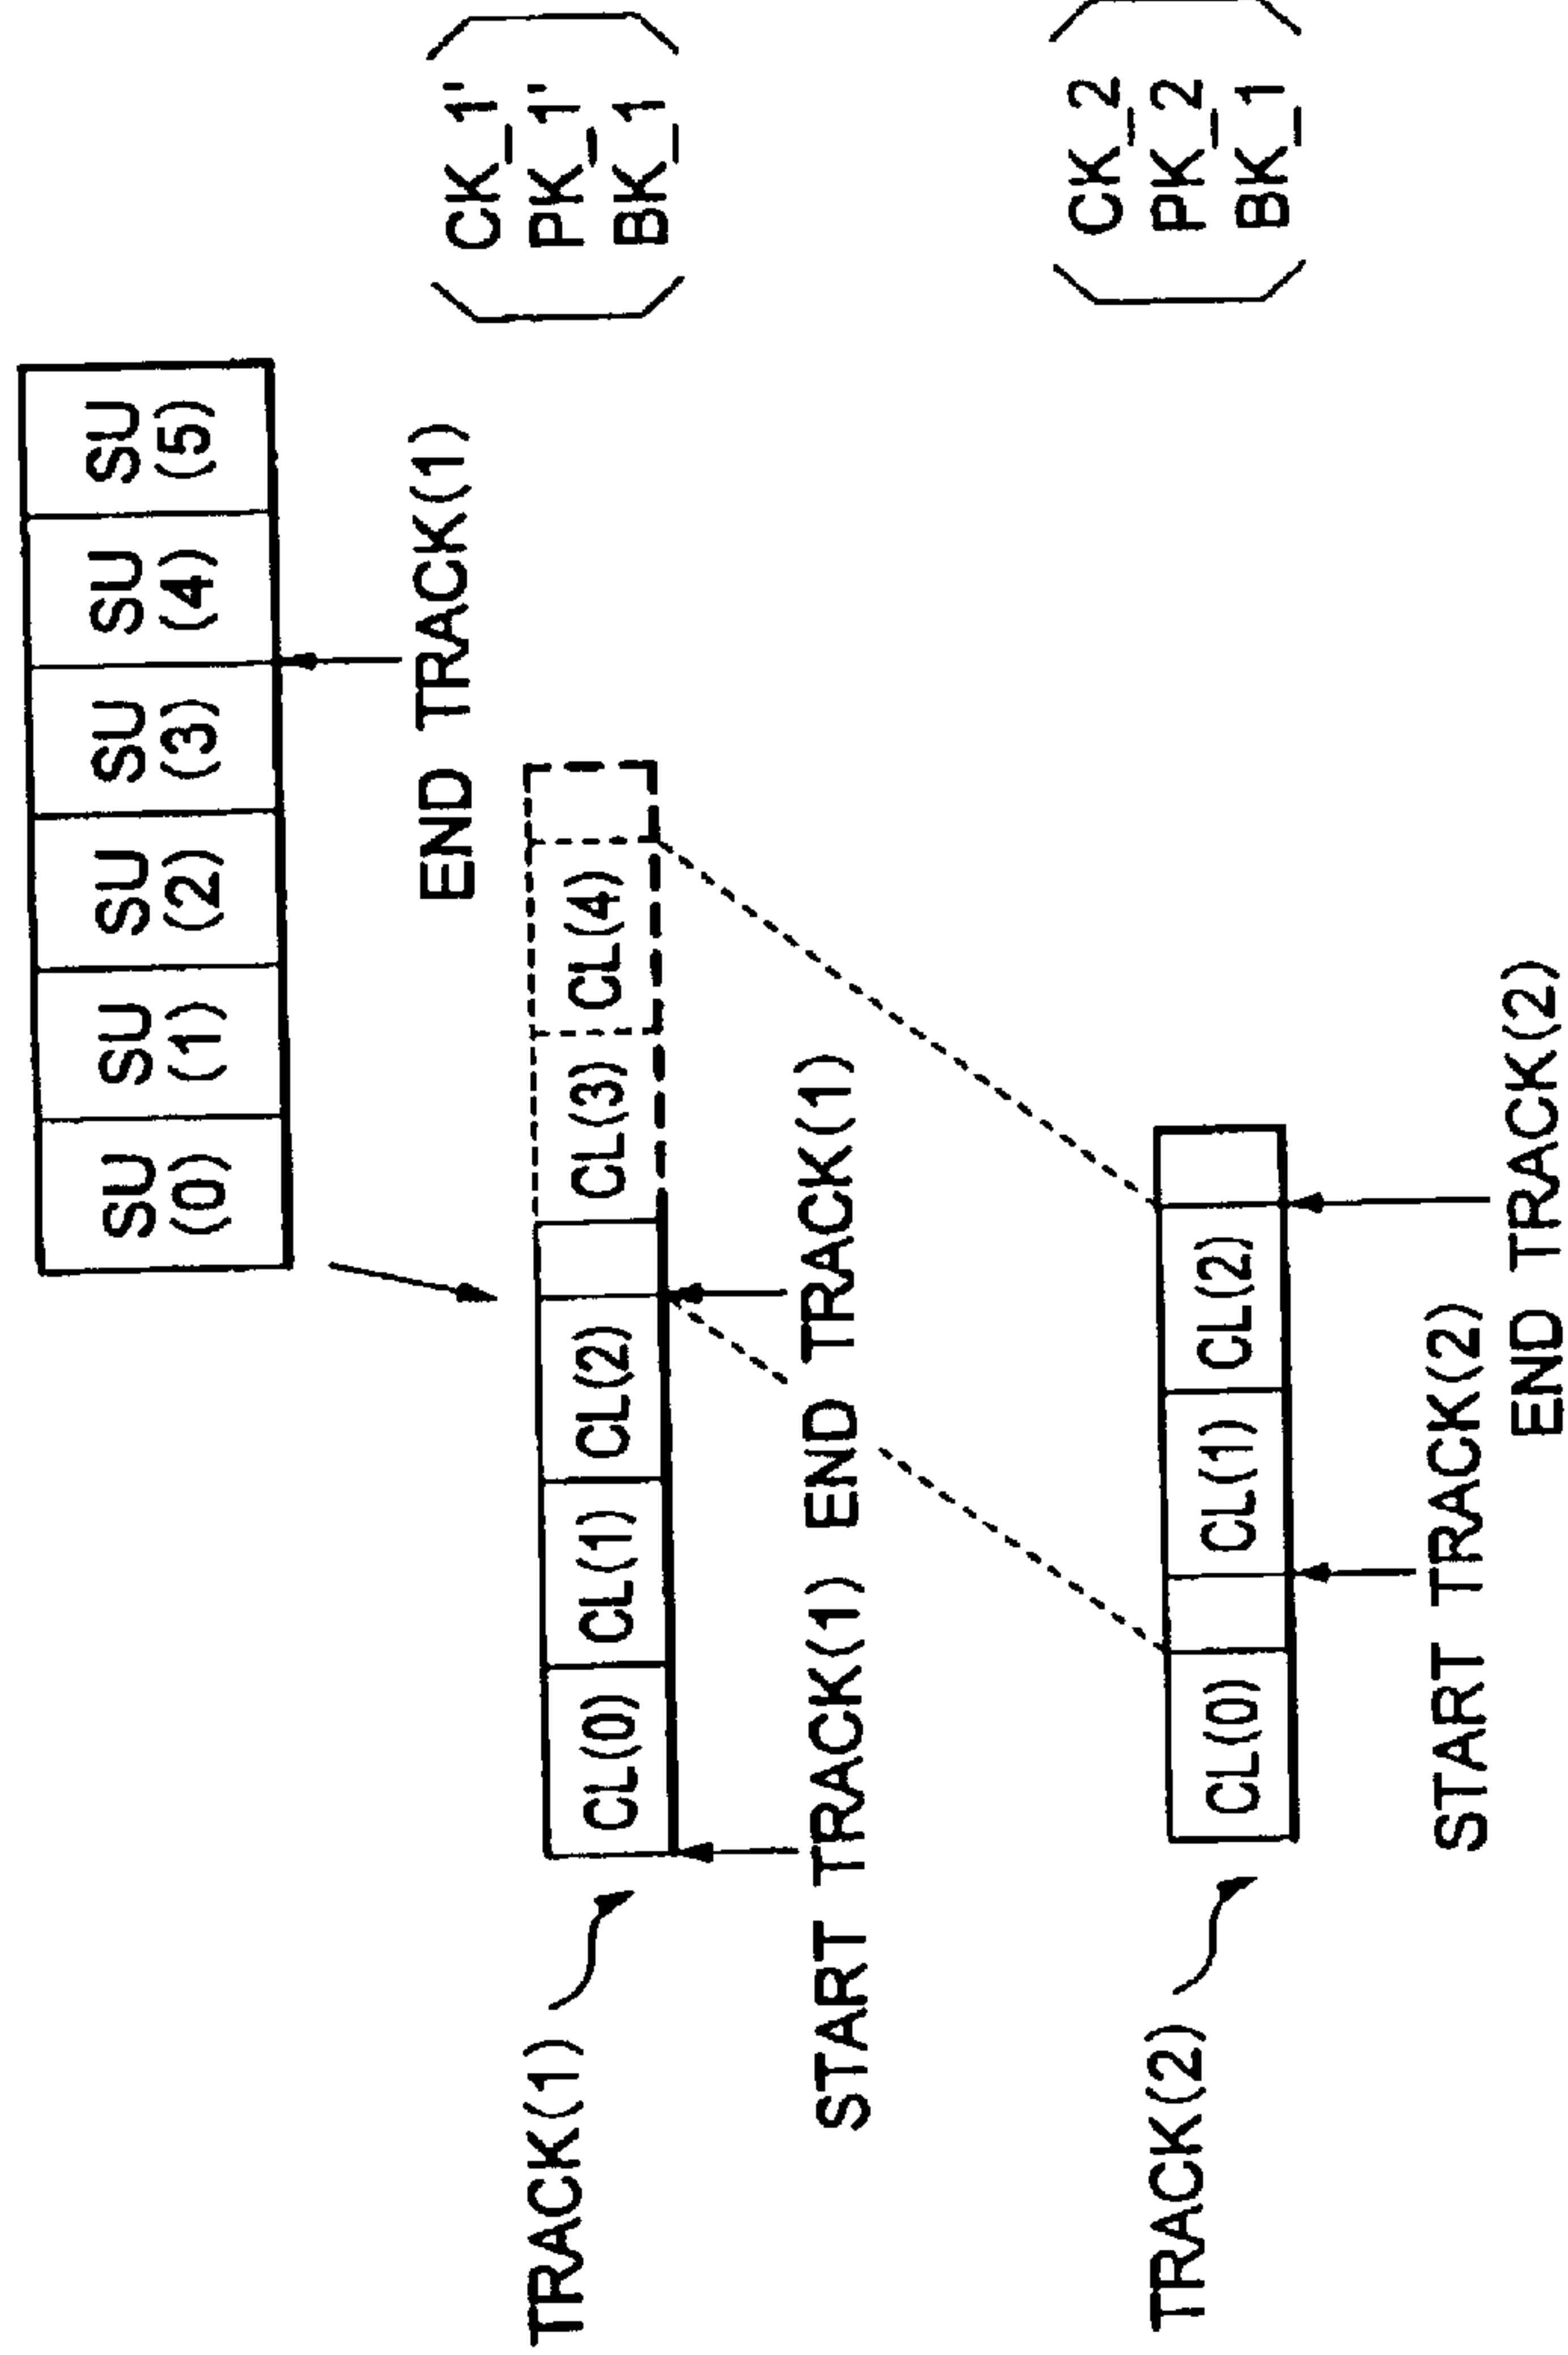 SU SU SU SU SU SU
(0) (1) (2) (3) (4) (5)
END TRACK(1)
TRACK(1)
CL(0) CL(1) CL(2) CL(3) CL(4)
CK_1'
PK_1'
BK_1
START TRACK(1) END TRACK(1)
TRACK(2)
CL(0) CL(1) CL(2)
CK_2
PK_2
BK_1
START TRACK(2)
END TRACK(2)